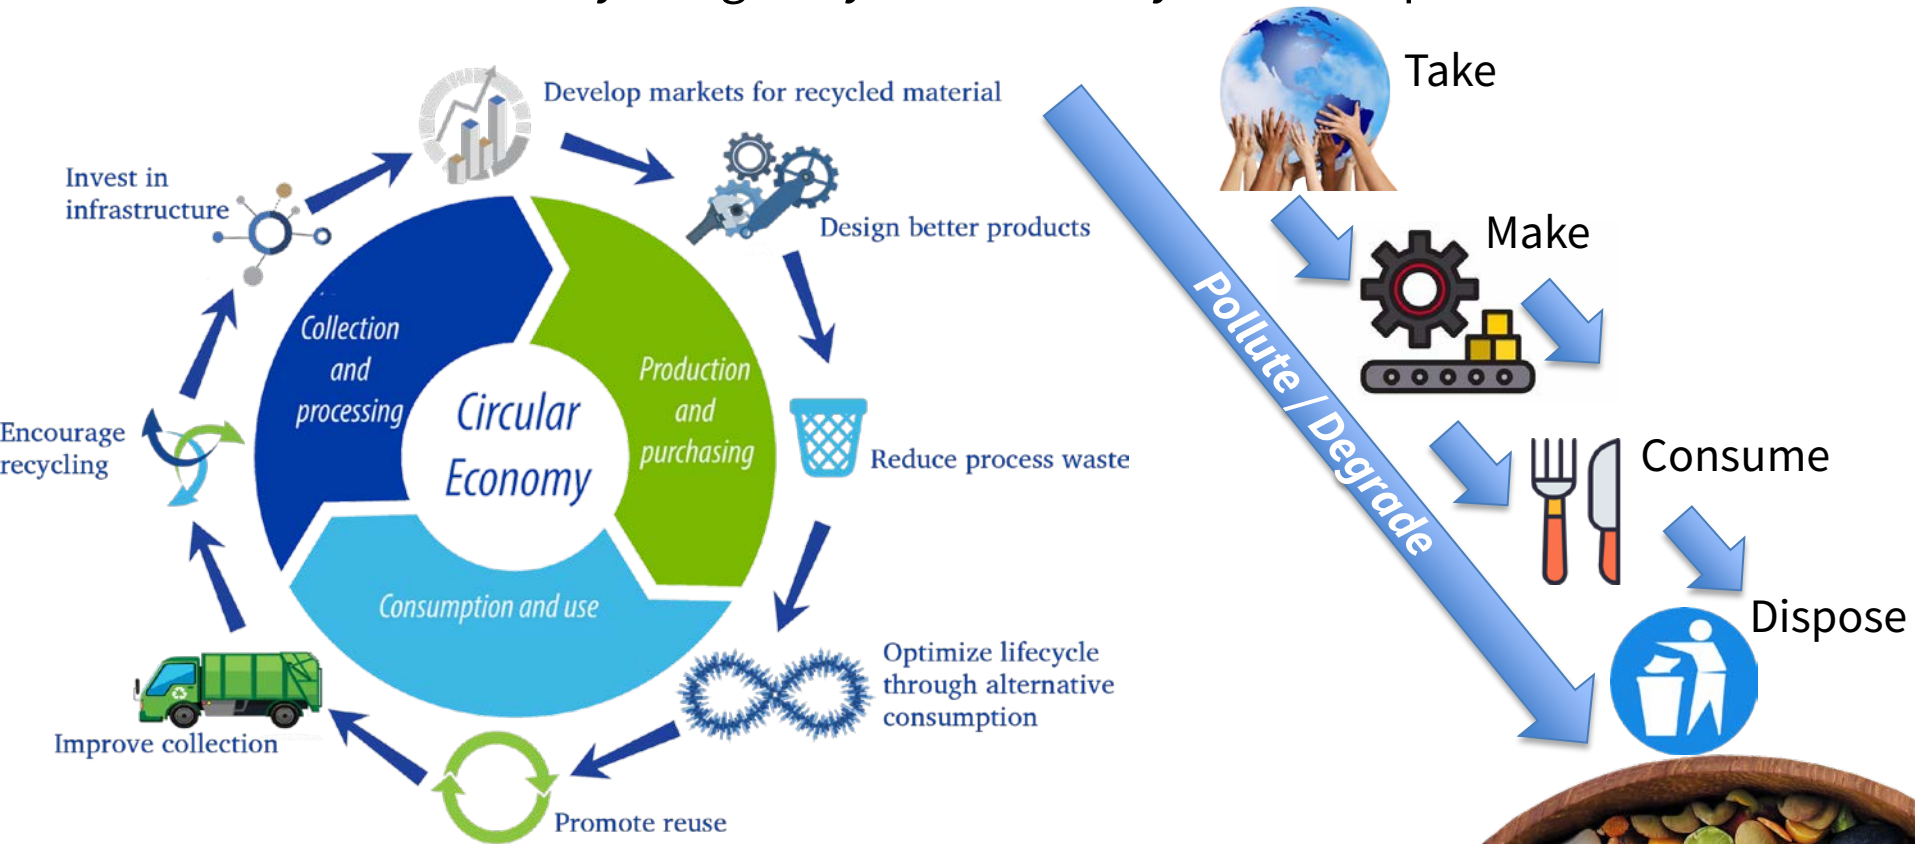 Develop markets for recycled material
Invest in
infrastructure
Design better products
Collection
and
processing
Production
and
purchasing
Circular
Economy
Encourage
recycling
Reduce process waste
Consumption and use
Optimize lifecycle
through alternative
consumption
Improve collection
Promote reuse
Take
Make
Pollute / Degrade
Consume
Dispose